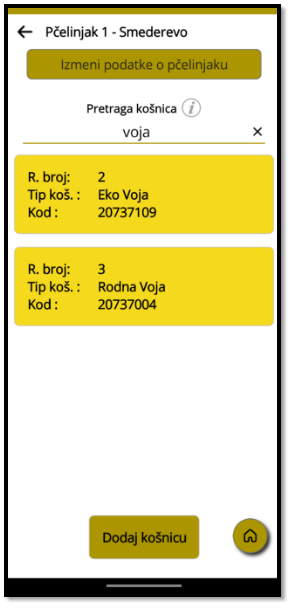 Pčelinjak 1 - Smederevo
Izmeni podatke o pčelinjaku
Pretraga košnica i
voja
R. broj: 2
Tip koš. : Eko Voja
Kod : 20737109
R. broj: 3
Tip koš. : Rodna Voja
Kod : 20737004
Dodaj košnicu